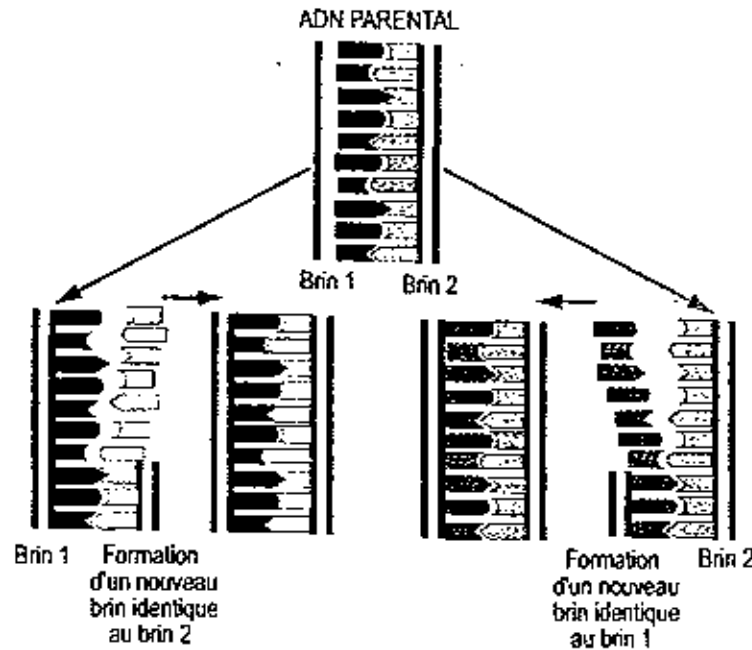 ADN PARENTAL
Brin 1
Brin 2
Brin 1
Formation
d'un nouveau
brin identique
au brin 2
Formation
d'un nouveau
brin identique
au brin 1
Brin 2